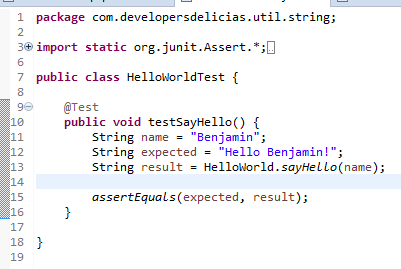 1 package com.developersdelicias.util.string;
2
3 import static org.junit.Assert.*;
6
7 public class HelloWorldTest {
8
9 @Test
10 public void testSayHello() {
11 String name = "Benjamin";
12 String expected = "Hello Benjamin!";
13 String result = HelloWorld.sayHello(name);
14
15 assertEquals(expected, result);
16 }
17
18 }
19